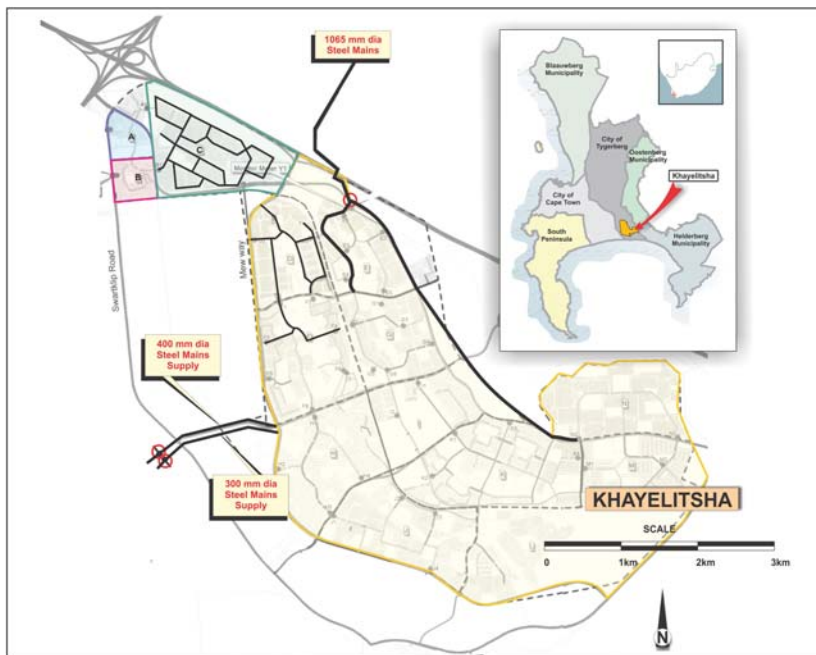 1065 mm dia
Steel Mains
Blaauwberg
Municipality
City of
Tygerberg
Oostenberg
Municipality
Khayelitsha
City of
Cape Town
South
Peninsula
Helderberg
Municipality
A
B
C
Mew way
Swartklip Road
400 mm dia
Steel Mains
Supply
300 mm dia
Steel Mains
Supply
KHAYELITSHA
SCALE
0 1km 2km 3km
N